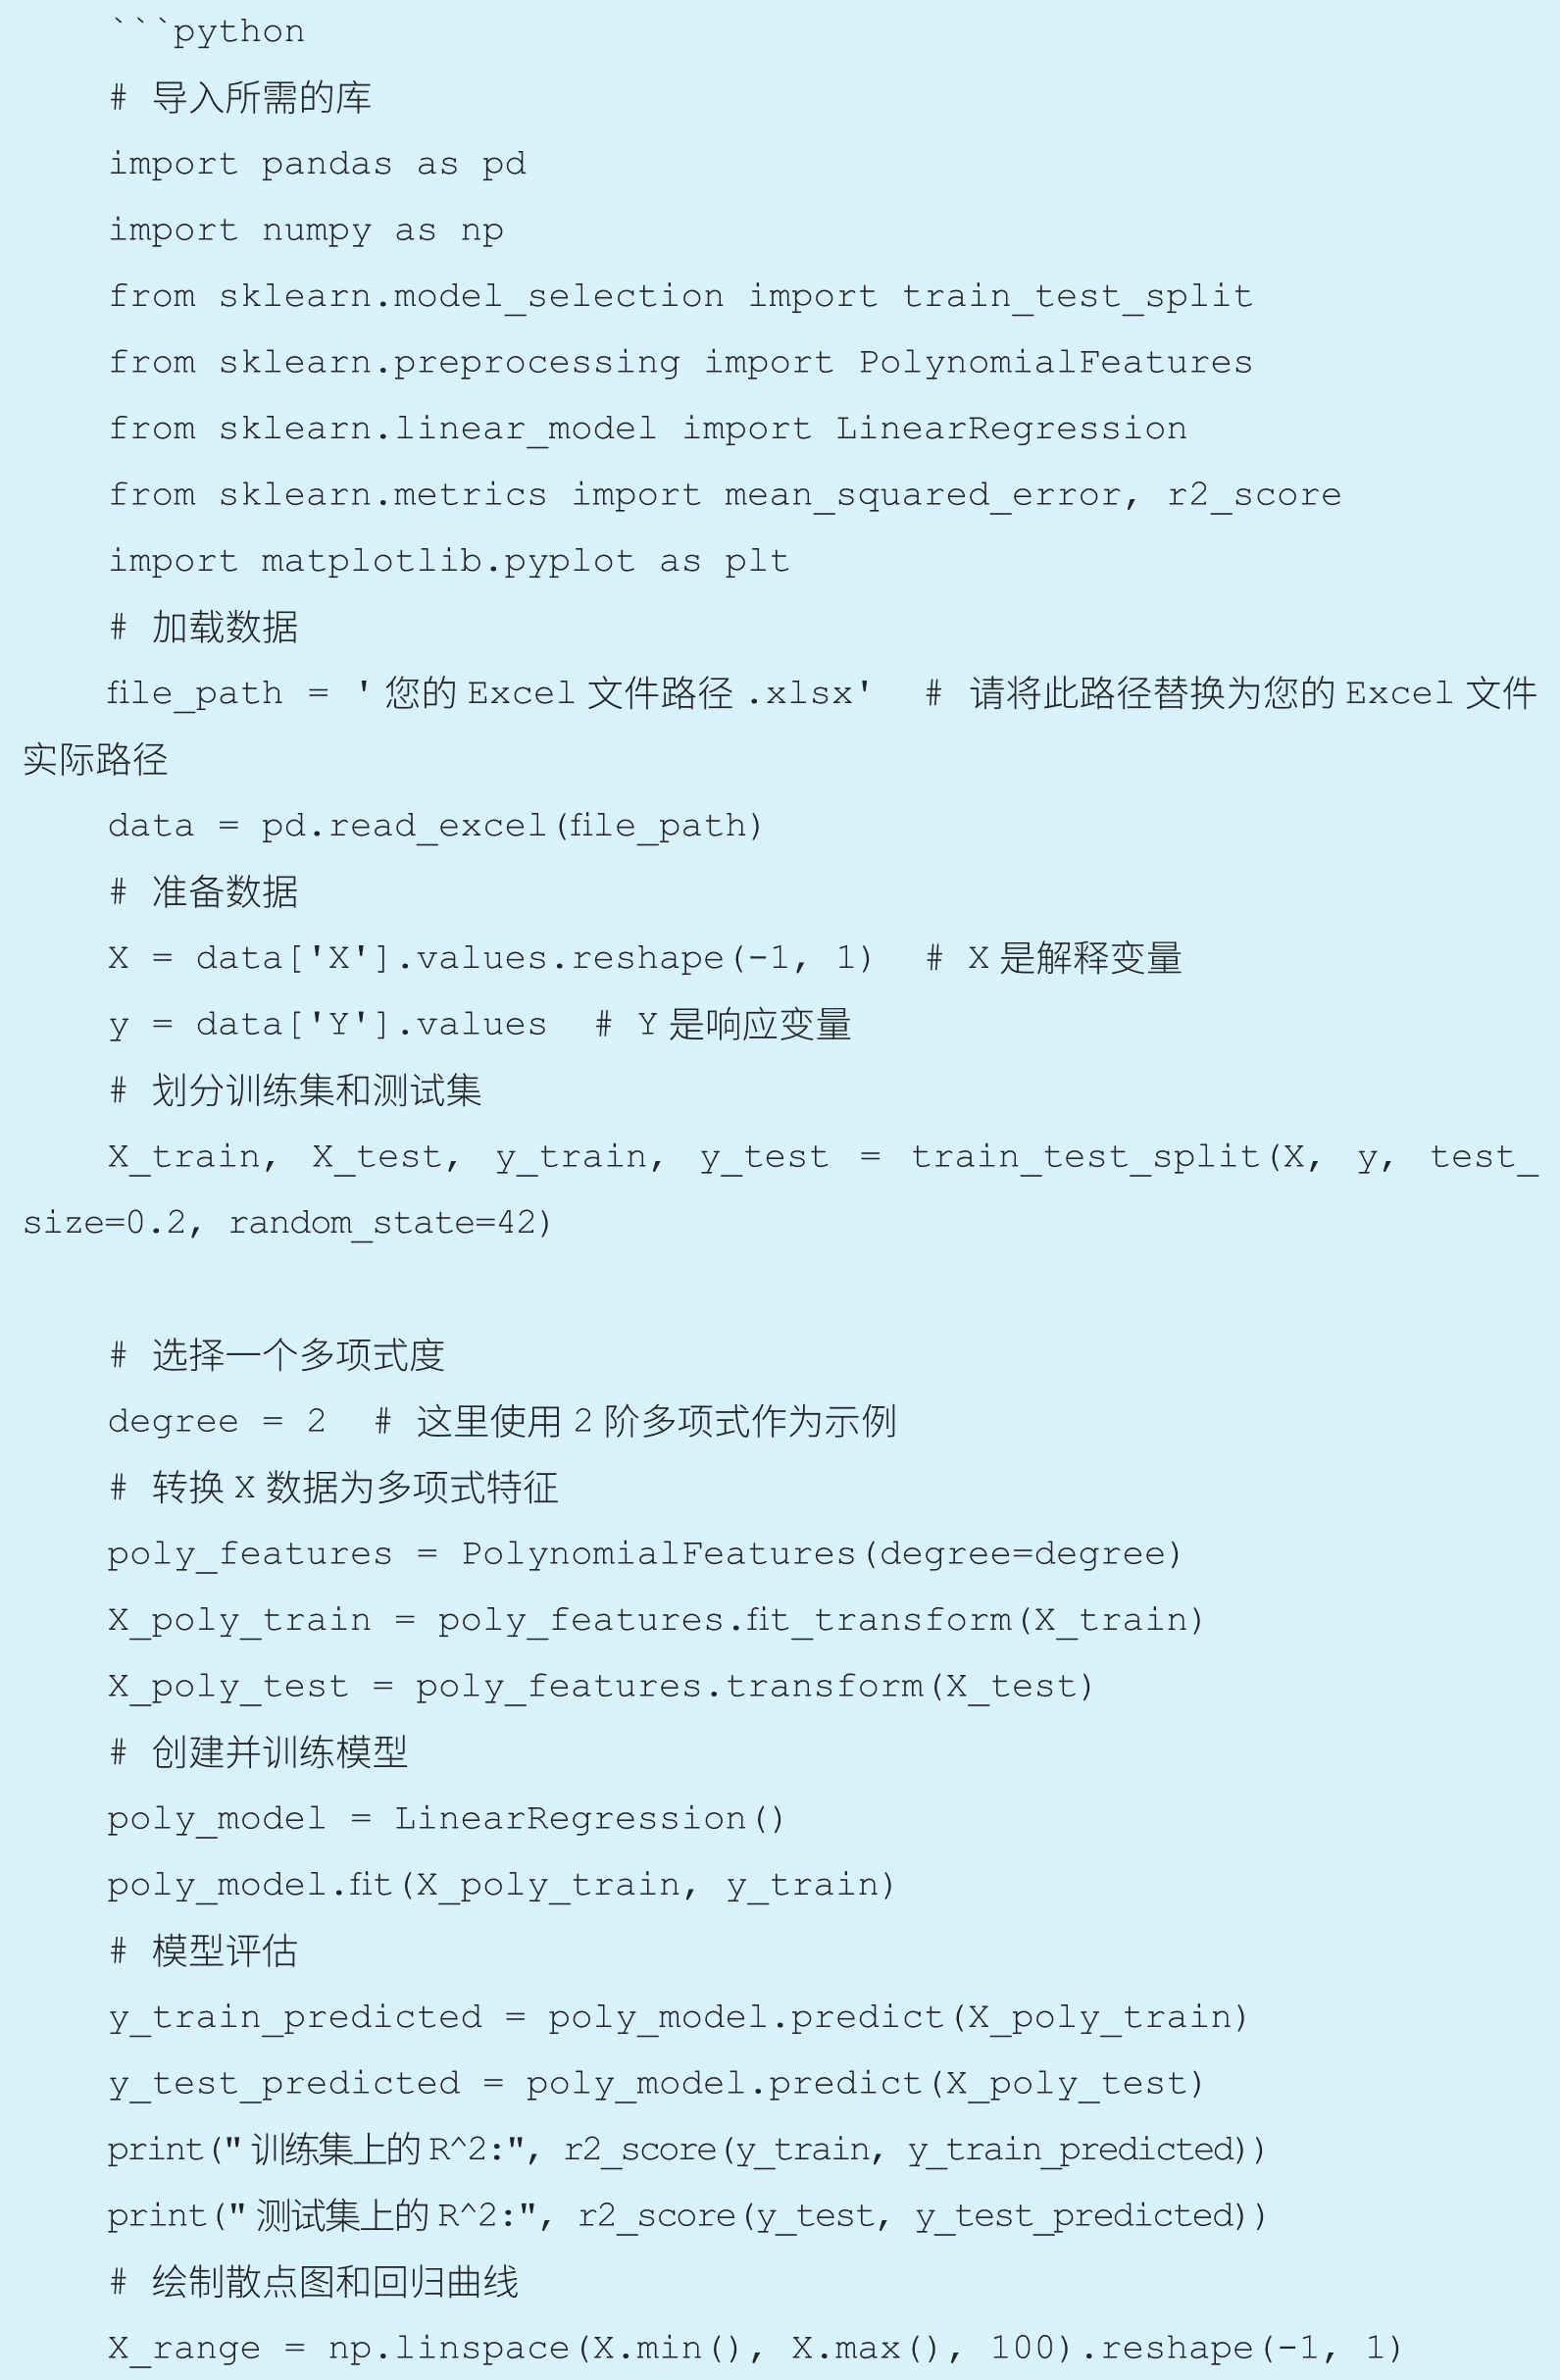 ```python
# 导入所需的库
import pandas as pd
import numpy as np
from sklearn.model_selection import train_test_split
from sklearn.preprocessing import PolynomialFeatures
from sklearn.linear_model import LinearRegression
from sklearn.metrics import mean_squared_error, r2_score
import matplotlib.pyplot as plt
# 加载数据
file_path = ' 您的 Excel 文件路径 .xlsx'  # 请将此路径替换为您的 Excel 文件
实际路径
data = pd.read_excel(file_path)
# 准备数据
X = data['X'].values.reshape(-1, 1)  # X 是解释变量
y = data['Y'].values  # Y 是响应变量
# 划分训练集和测试集
X_train, X_test, y_train, y_test = train_test_split(X, y, test_
size=0.2, random_state=42)
# 选择一个多项式度
degree = 2  # 这里使用 2 阶多项式作为示例
# 转换 X 数据为多项式特征
poly_features = PolynomialFeatures(degree=degree)
X_poly_train = poly_features.fit_transform(X_train)
X_poly_test = poly_features.transform(X_test)
# 创建并训练模型
poly_model = LinearRegression()
poly_model.fit(X_poly_train, y_train)
# 模型评估
y_train_predicted = poly_model.predict(X_poly_train)
y_test_predicted = poly_model.predict(X_poly_test)
print(" 训练集上的 R^2:", r2_score(y_train, y_train_predicted))
print(" 测试集上的 R^2:", r2_score(y_test, y_test_predicted))
# 绘制散点图和回归曲线
X_range = np.linspace(X.min(), X.max(), 100).reshape(-1, 1)